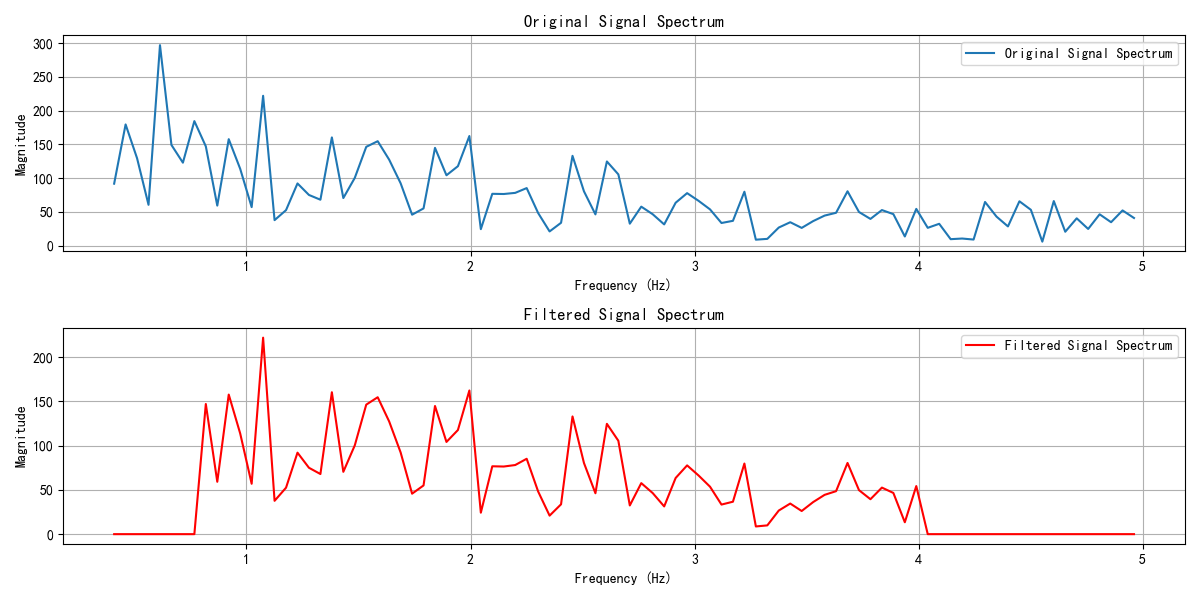 Original Signal Spectrum
300
250
200
150
100
50
0
Magnitude
Original Signal Spectrum
1
2
3
4
5
Frequency (Hz)
Filtered Signal Spectrum
200
150
100
50
0
Magnitude
Filtered Signal Spectrum
1
2
3
4
5
Frequency (Hz)